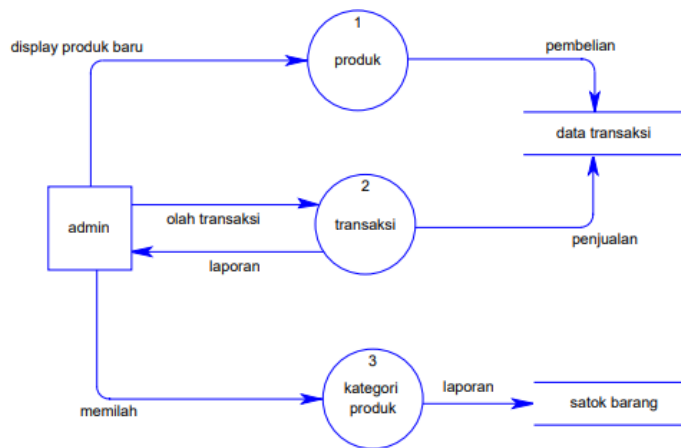 1
display produk baru
pembelian
produk
data transaksi
2
olah transaksi
admin
transaksi
penjualan
laporan
3
kategori
produk
laporan
satok barang
memilah